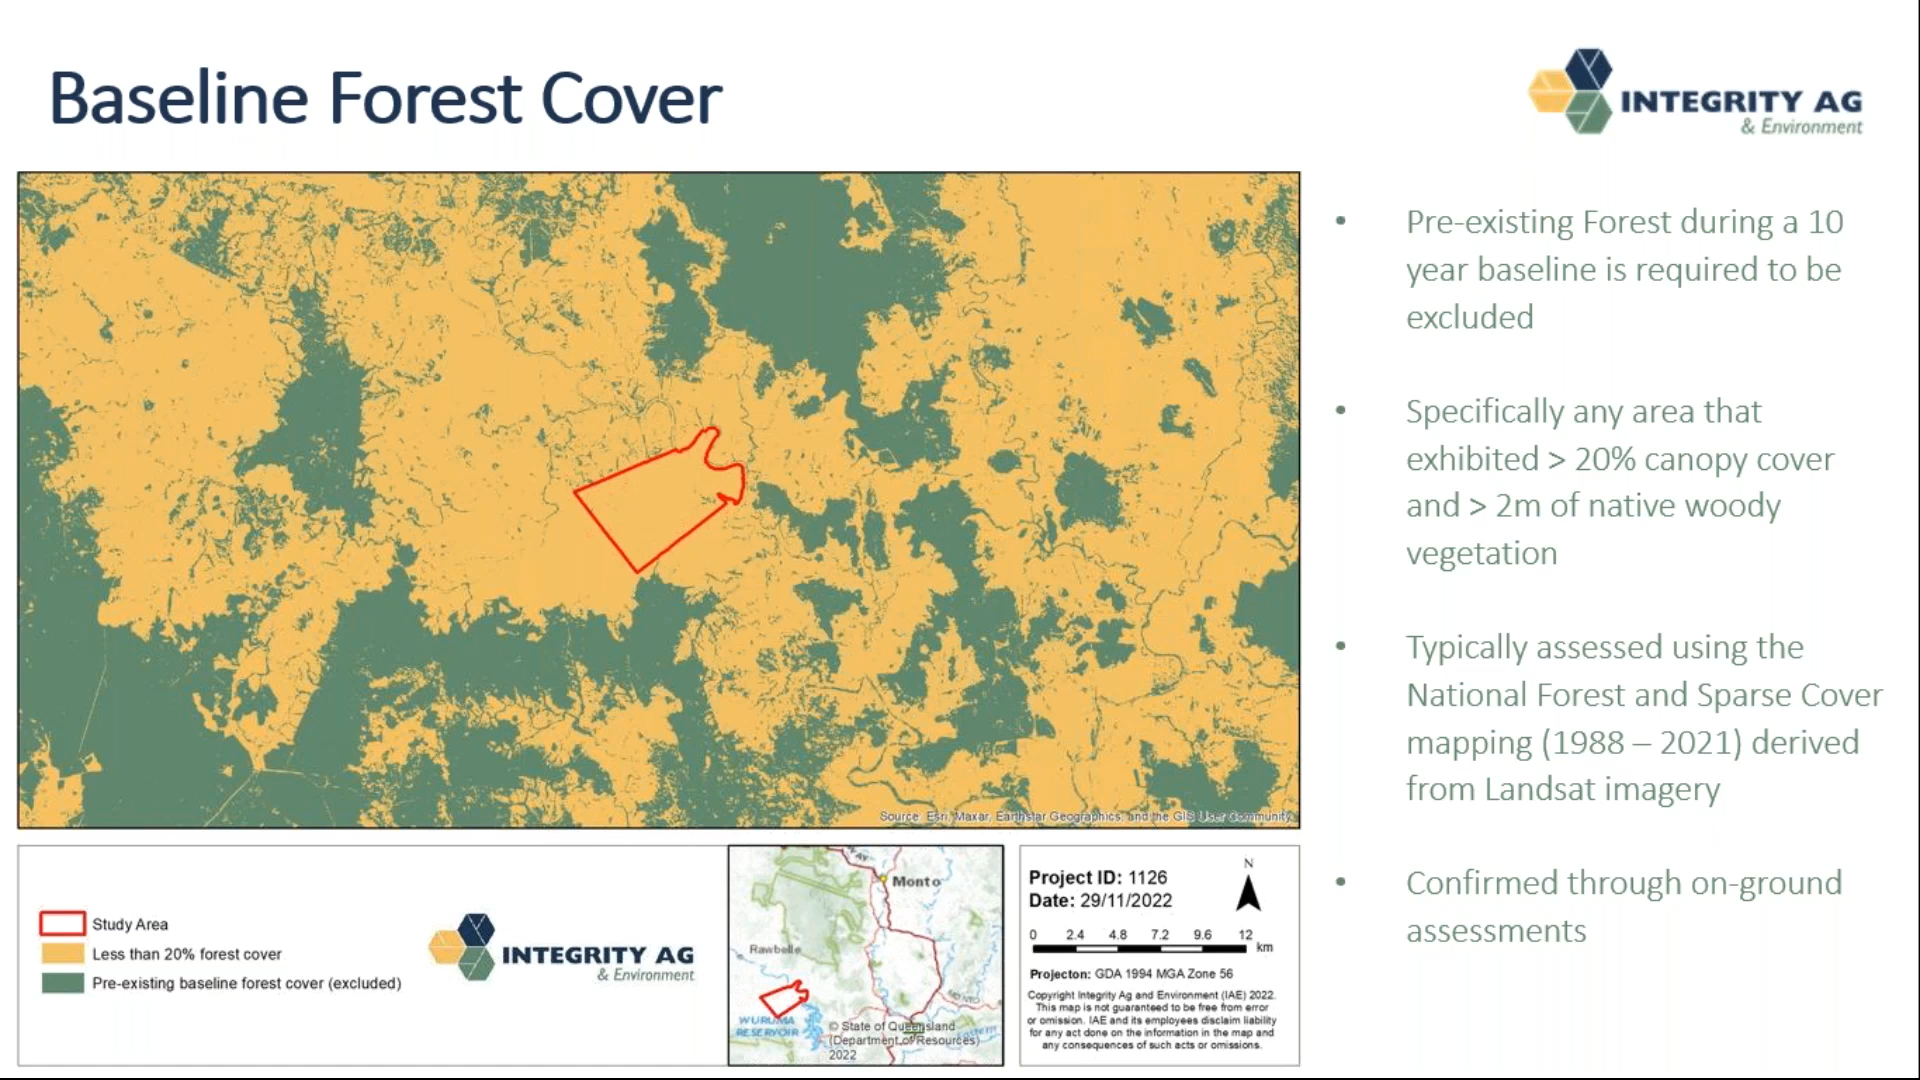 Baseline Forest Cover
INTEGRITY AG
& Environment
• Pre-existing Forest during a 10
year baseline is required to be
excluded
• Specifically any area that
exhibited > 20% canopy cover
and > 2m of native woody
vegetation
• Typically assessed using the
National Forest and Sparse Cover
mapping (1988 – 2021) derived
from Landsat imagery
• Confirmed through on-ground
assessments
Source: Esri, Maxar, Earthstar Geographics, and the GIS User Community
Study Area
Less than 20% forest cover
Pre-existing baseline forest cover (excluded)
INTEGRITY AG
& Environment
Monto
Rawbelle
WURUMA
RESERVOIR
© State of Queensland
(Department of Resources)
2022
Project ID: 1126
Date: 29/11/2022
N
0 2.4 4.8 7.2 9.6 12
km
Projecton: GDA 1994 MGA Zone 56
Copyright Integrity Ag and Environment (IAE) 2022.
This map is not guaranteed to be free from error
or omission. IAE and its employees disclaim liability
for any act done on the information in the map and
any consequences of such acts or omissions.